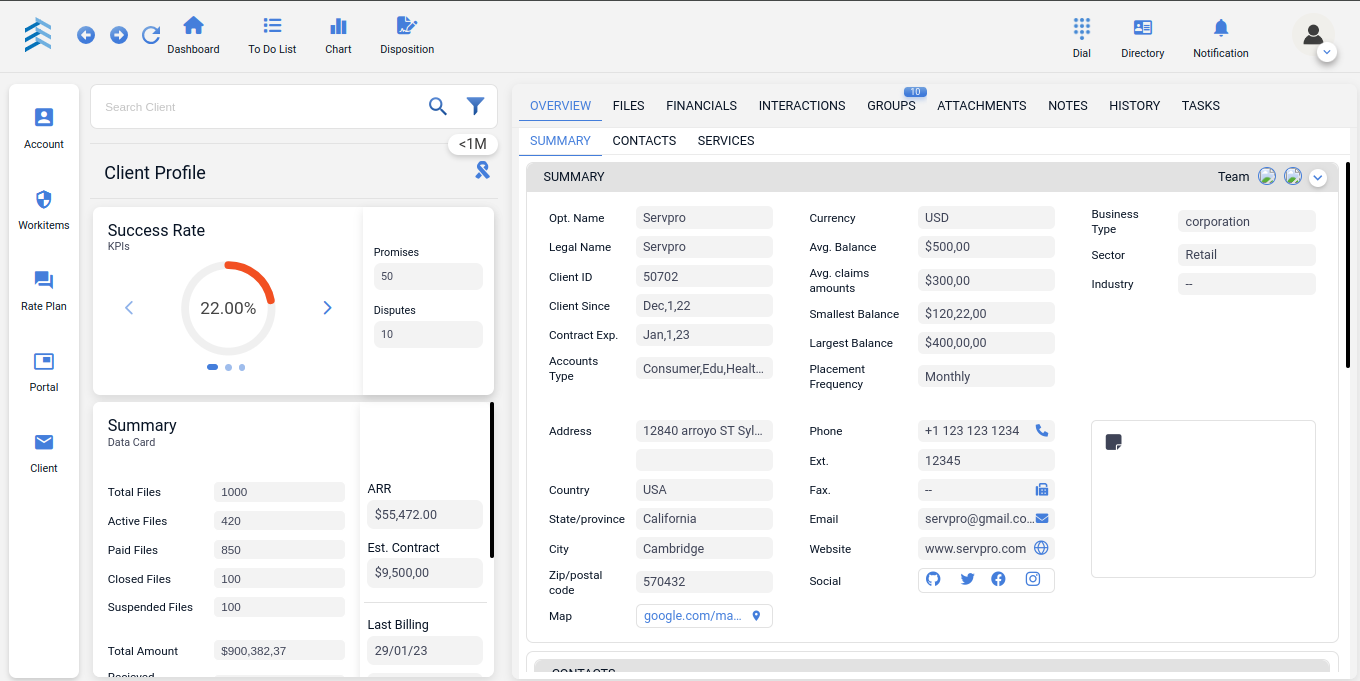 Dashboard
To Do List
Chart
Disposition
Dial
Directory
Notification
Account
Workitems
Rate Plan
Portal
Client
Search Client
<1M
Client Profile
Success Rate
KPIs
22.00%
Promises
50
Disputes
10
Summary
Data Card
Total Files 1000
Active Files 420
Paid Files 850
Closed Files 100
Suspended Files 100
Total Amount $900,382,37
Recieved
ARR
$55,472.00
Est. Contract
$9,500,00
Last Billing
29/01/23
OVERVIEW FILES FINANCIALS INTERACTIONS GROUPS 10 ATTACHMENTS NOTES HISTORY TASKS
SUMMARY CONTACTS SERVICES
SUMMARY Team
Opt. Name Servpro
Legal Name Servpro
Client ID 50702
Client Since Dec,1,22
Contract Exp. Jan,1,23
Accounts
Type
Consumer,Edu,Healt...
Currency USD
Avg. Balance $500,00
Avg. claims
amounts
$300,00
Smallest Balance $120,22,00
Largest Balance $400,00,00
Placement
Frequency
Monthly
Business
Type
corporation
Sector Retail
Industry --
Address 12840 arroyo ST Syl...
Country USA
State/province California
City Cambridge
Zip/postal
code
570432
Map google.com/ma...
Phone +1 123 123 1234
Ext. 12345
Fax. --
Email servpro@gmail.co...
Website www.servpro.com
Social
CONTACTS